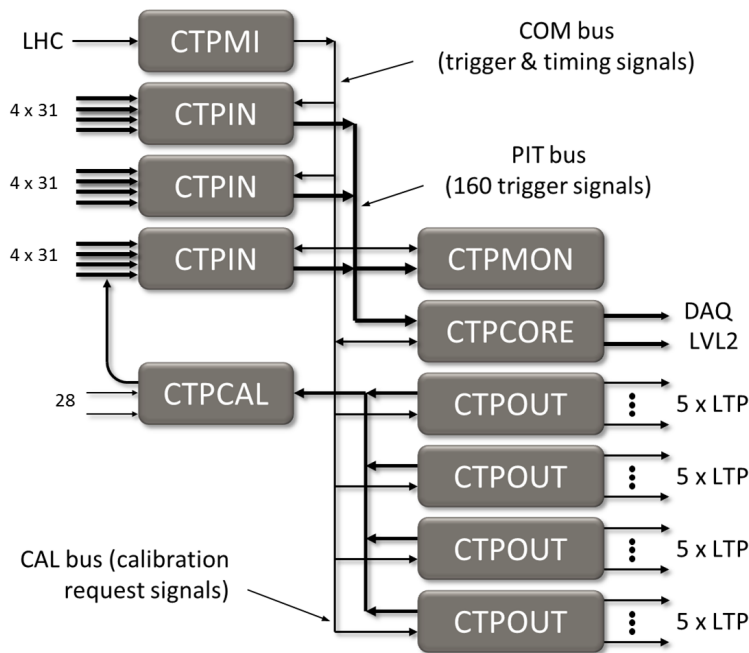 LHC
CTPMI
COM bus
(trigger & timing signals)
4 x 31
CTPIN
4 x 31
CTPIN
PIT bus
(160 trigger signals)
4 x 31
CTPIN
CTPMON
CTPCORE
DAQ
LVL2
28
CTPCAL
CTPOUT
5 x LTP
CTPOUT
5 x LTP
CAL bus (calibration
request signals)
CTPOUT
5 x LTP
CTPOUT
5 x LTP